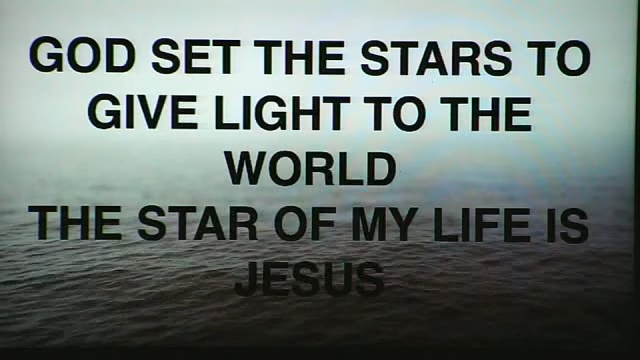 GOD SET THE STARS TO
GIVE LIGHT TO THE
WORLD
THE STAR OF MY LIFE IS
JESUS